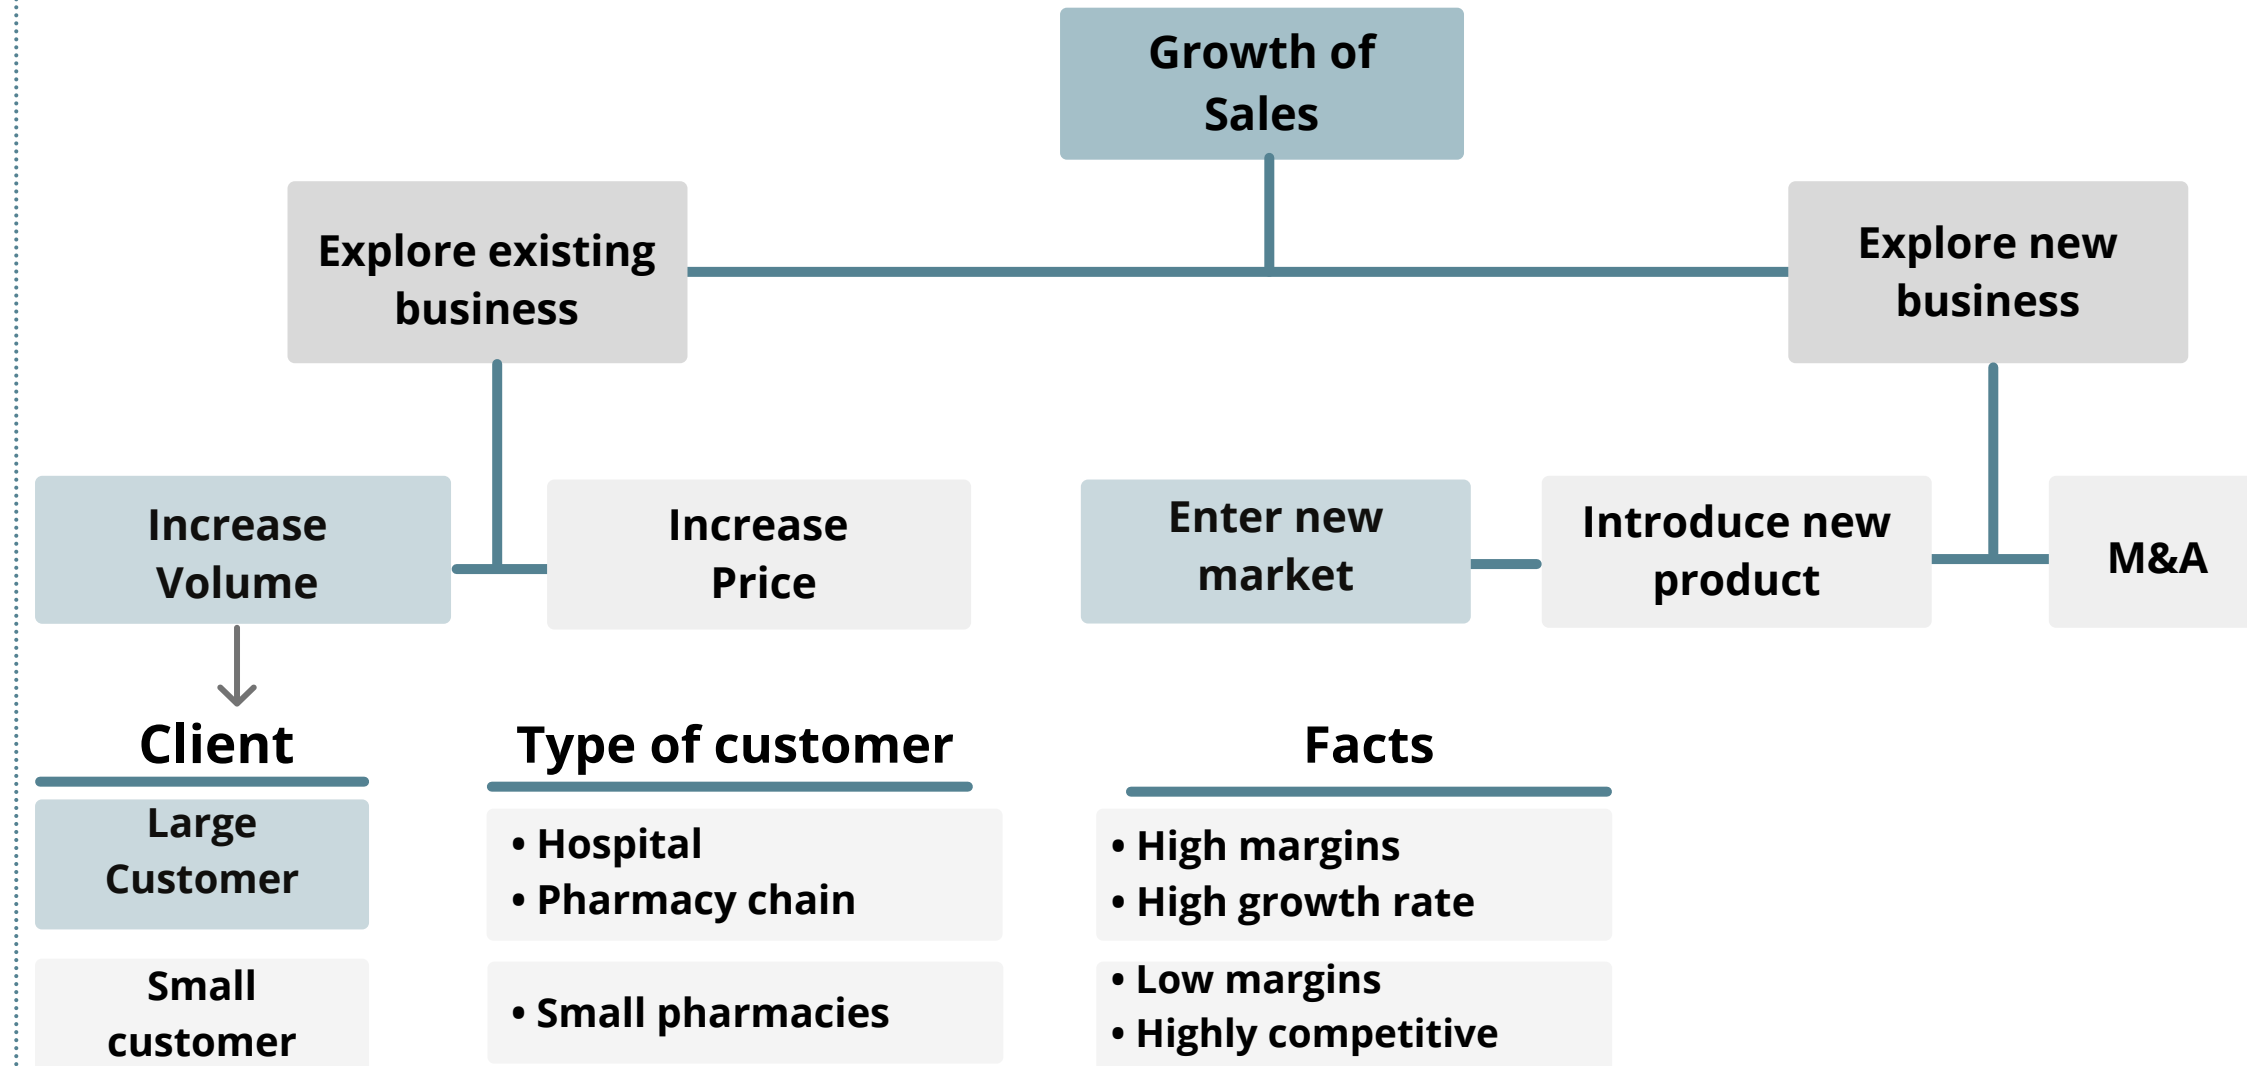 Growth of
Sales
Explore existing
business
Explore new
business
Increase
Volume
Increase
Price
Enter new
market
Introduce new
product
M&A
Client
Type of customer
Facts
Large
Customer
• Hospital
• Pharmacy chain
• High margins
• High growth rate
Small
customer
• Small pharmacies
• Low margins
• Highly competitive